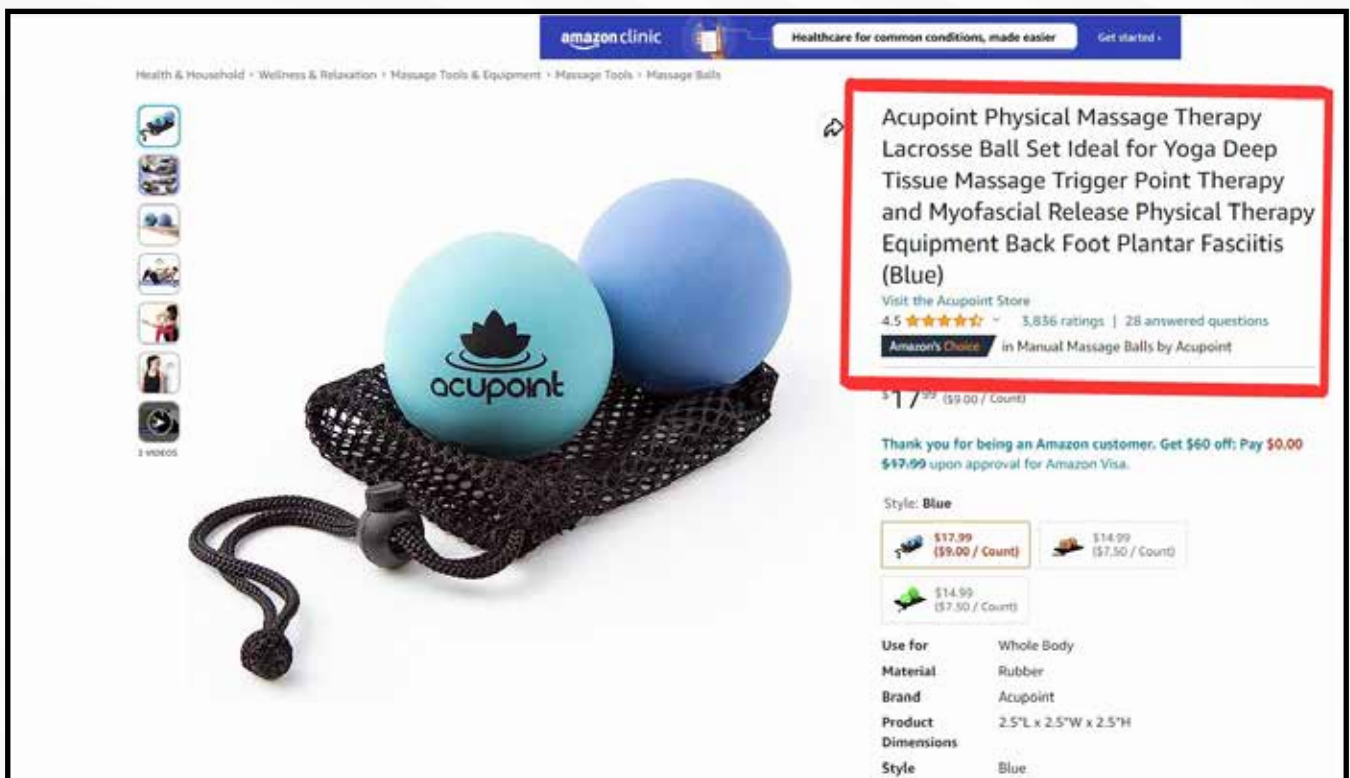 amazon clinic
Healthcare for common conditions, made easier
Get started ›
Health & Household › Wellness & Relaxation › Massage Tools & Equipment › Massage Tools › Massage Balls
Acupoint Physical Massage Therapy
Lacrosse Ball Set Ideal for Yoga Deep
Tissue Massage Trigger Point Therapy
and Myofascial Release Physical Therapy
Equipment Back Foot Plantar Fasciitis
(Blue)
Visit the Acupoint Store
4.5 3,836 ratings | 28 answered questions
Amazon's Choice in Manual Massage Balls by Acupoint
acupoint
3 VIDEOS
$17.99 ($9.00 / Count)
Thank you for being an Amazon customer. Get $60 off: Pay $0.00
$17.99 upon approval for Amazon Visa.
Style: Blue
$17.99
($9.00 / Count)
$14.99
($7.50 / Count)
$14.99
($7.50 / Count)
Use for Whole Body
Material Rubber
Brand Acupoint
Product 2.5"L x 2.5"W x 2.5"H
Dimensions
Style Blue